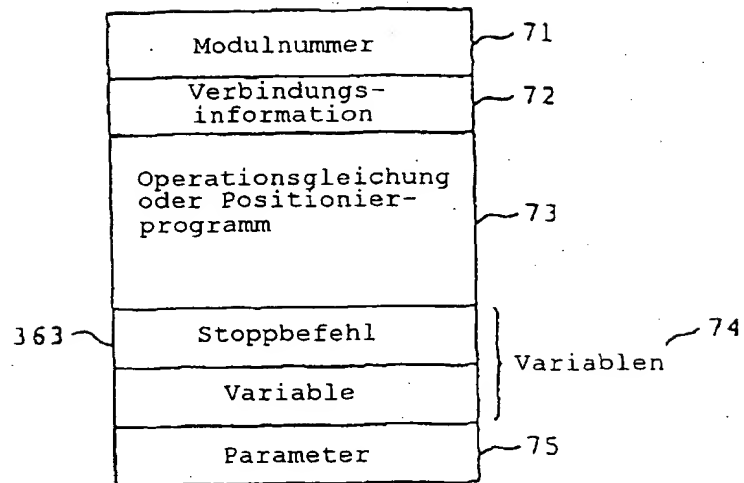 Modulnummer 71
Verbindungs-
information 72
Operationsgleichung
oder Positionier-
programm 73
363 Stoppbefehl
Variablen 74
Variable
Parameter 75